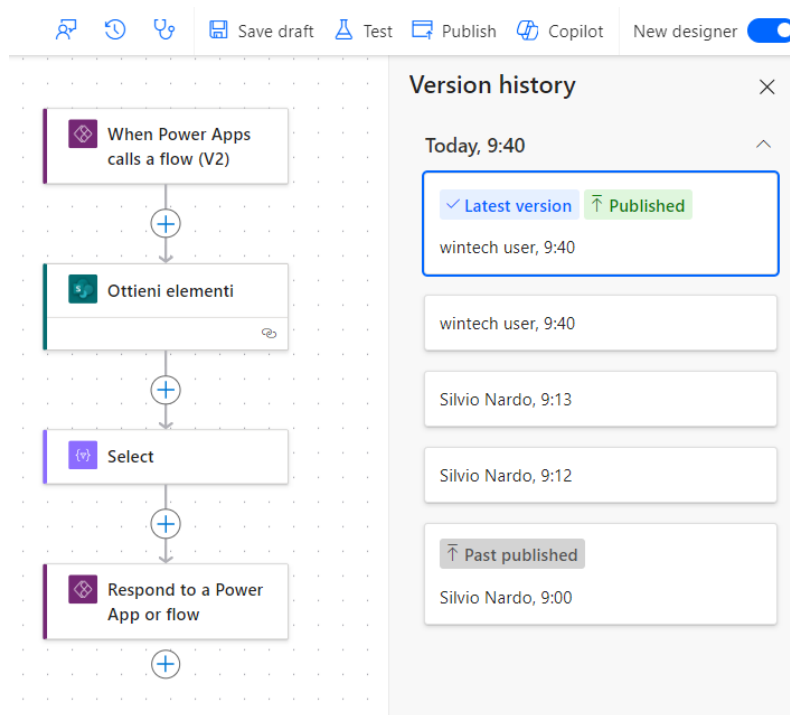 Save draft Test Publish Copilot New designer
Version history
Today, 9:40
Latest version Published
wintech user, 9:40
wintech user, 9:40
Silvio Nardo, 9:13
Silvio Nardo, 9:12
Past published
Silvio Nardo, 9:00
When Power Apps
calls a flow (V2)
Ottieni elementi
Select
Respond to a Power
App or flow